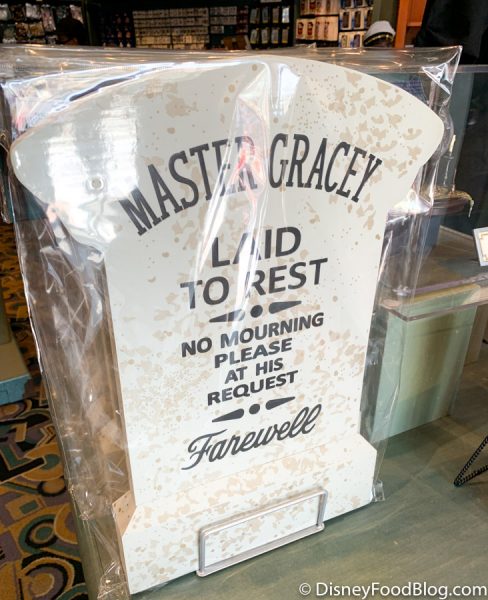 MASTER GRACEY
LAID
TO REST
NO MOURNING
PLEASE
AT HIS
REQUEST
Farewell
© DisneyFoodBlog.com